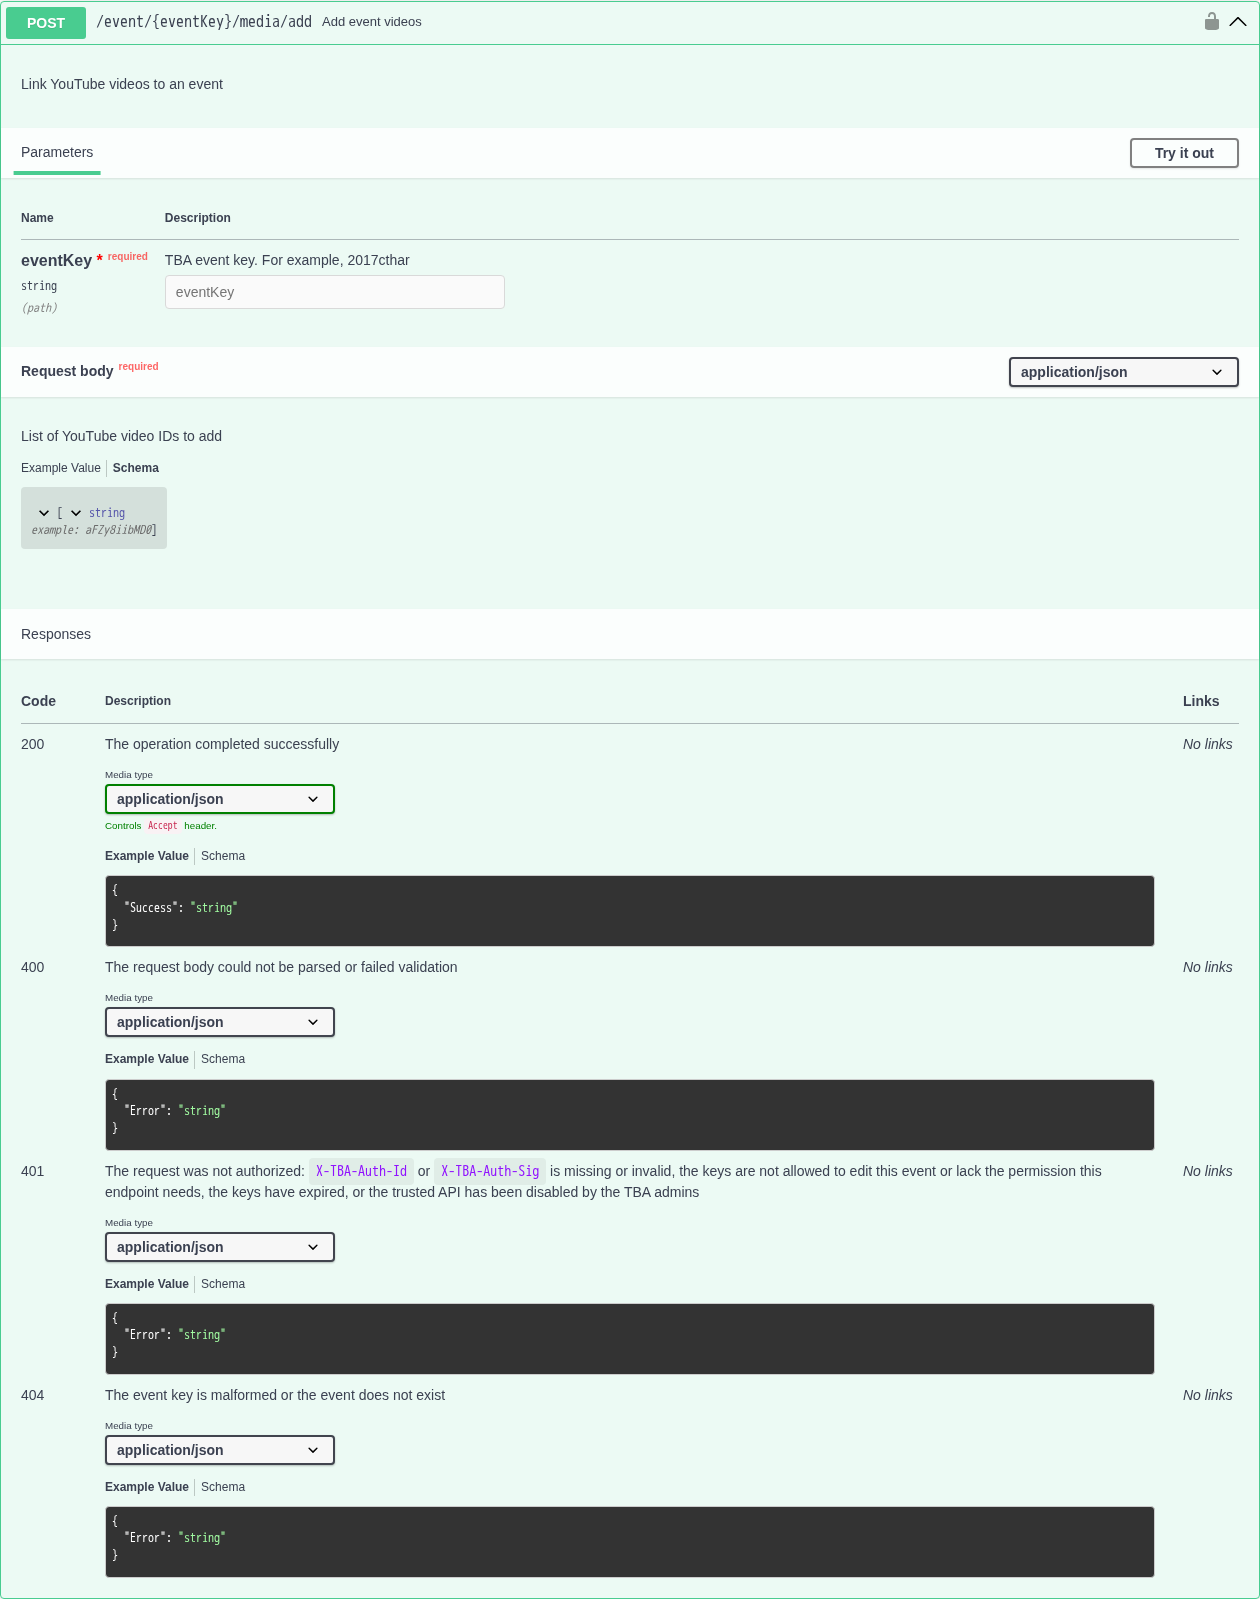 POST /event/{eventKey}/media/add Add event videos
Link YouTube videos to an event
Parameters
Try it out
Name Description
eventKey * required
TBA event key. For example, 2017cthar
string
eventKey
(path)
Request body required
application/json
List of YouTube video IDs to add
Example Value Schema
[ string
example: aFZy8iibMD0]
Responses
Code Description Links
200 The operation completed successfully No links
Media type
application/json
Controls Accept header.
Example Value Schema
{
"Success": "string"
}
400 The request body could not be parsed or failed validation No links
Media type
application/json
Example Value Schema
{
"Error": "string"
}
401 The request was not authorized: X-TBA-Auth-Id or X-TBA-Auth-Sig is missing or invalid, the keys are not allowed to edit this event or lack the permission this No links
endpoint needs, the keys have expired, or the trusted API has been disabled by the TBA admins
Media type
application/json
Example Value Schema
{
"Error": "string"
}
404 The event key is malformed or the event does not exist No links
Media type
application/json
Example Value Schema
{
"Error": "string"
}